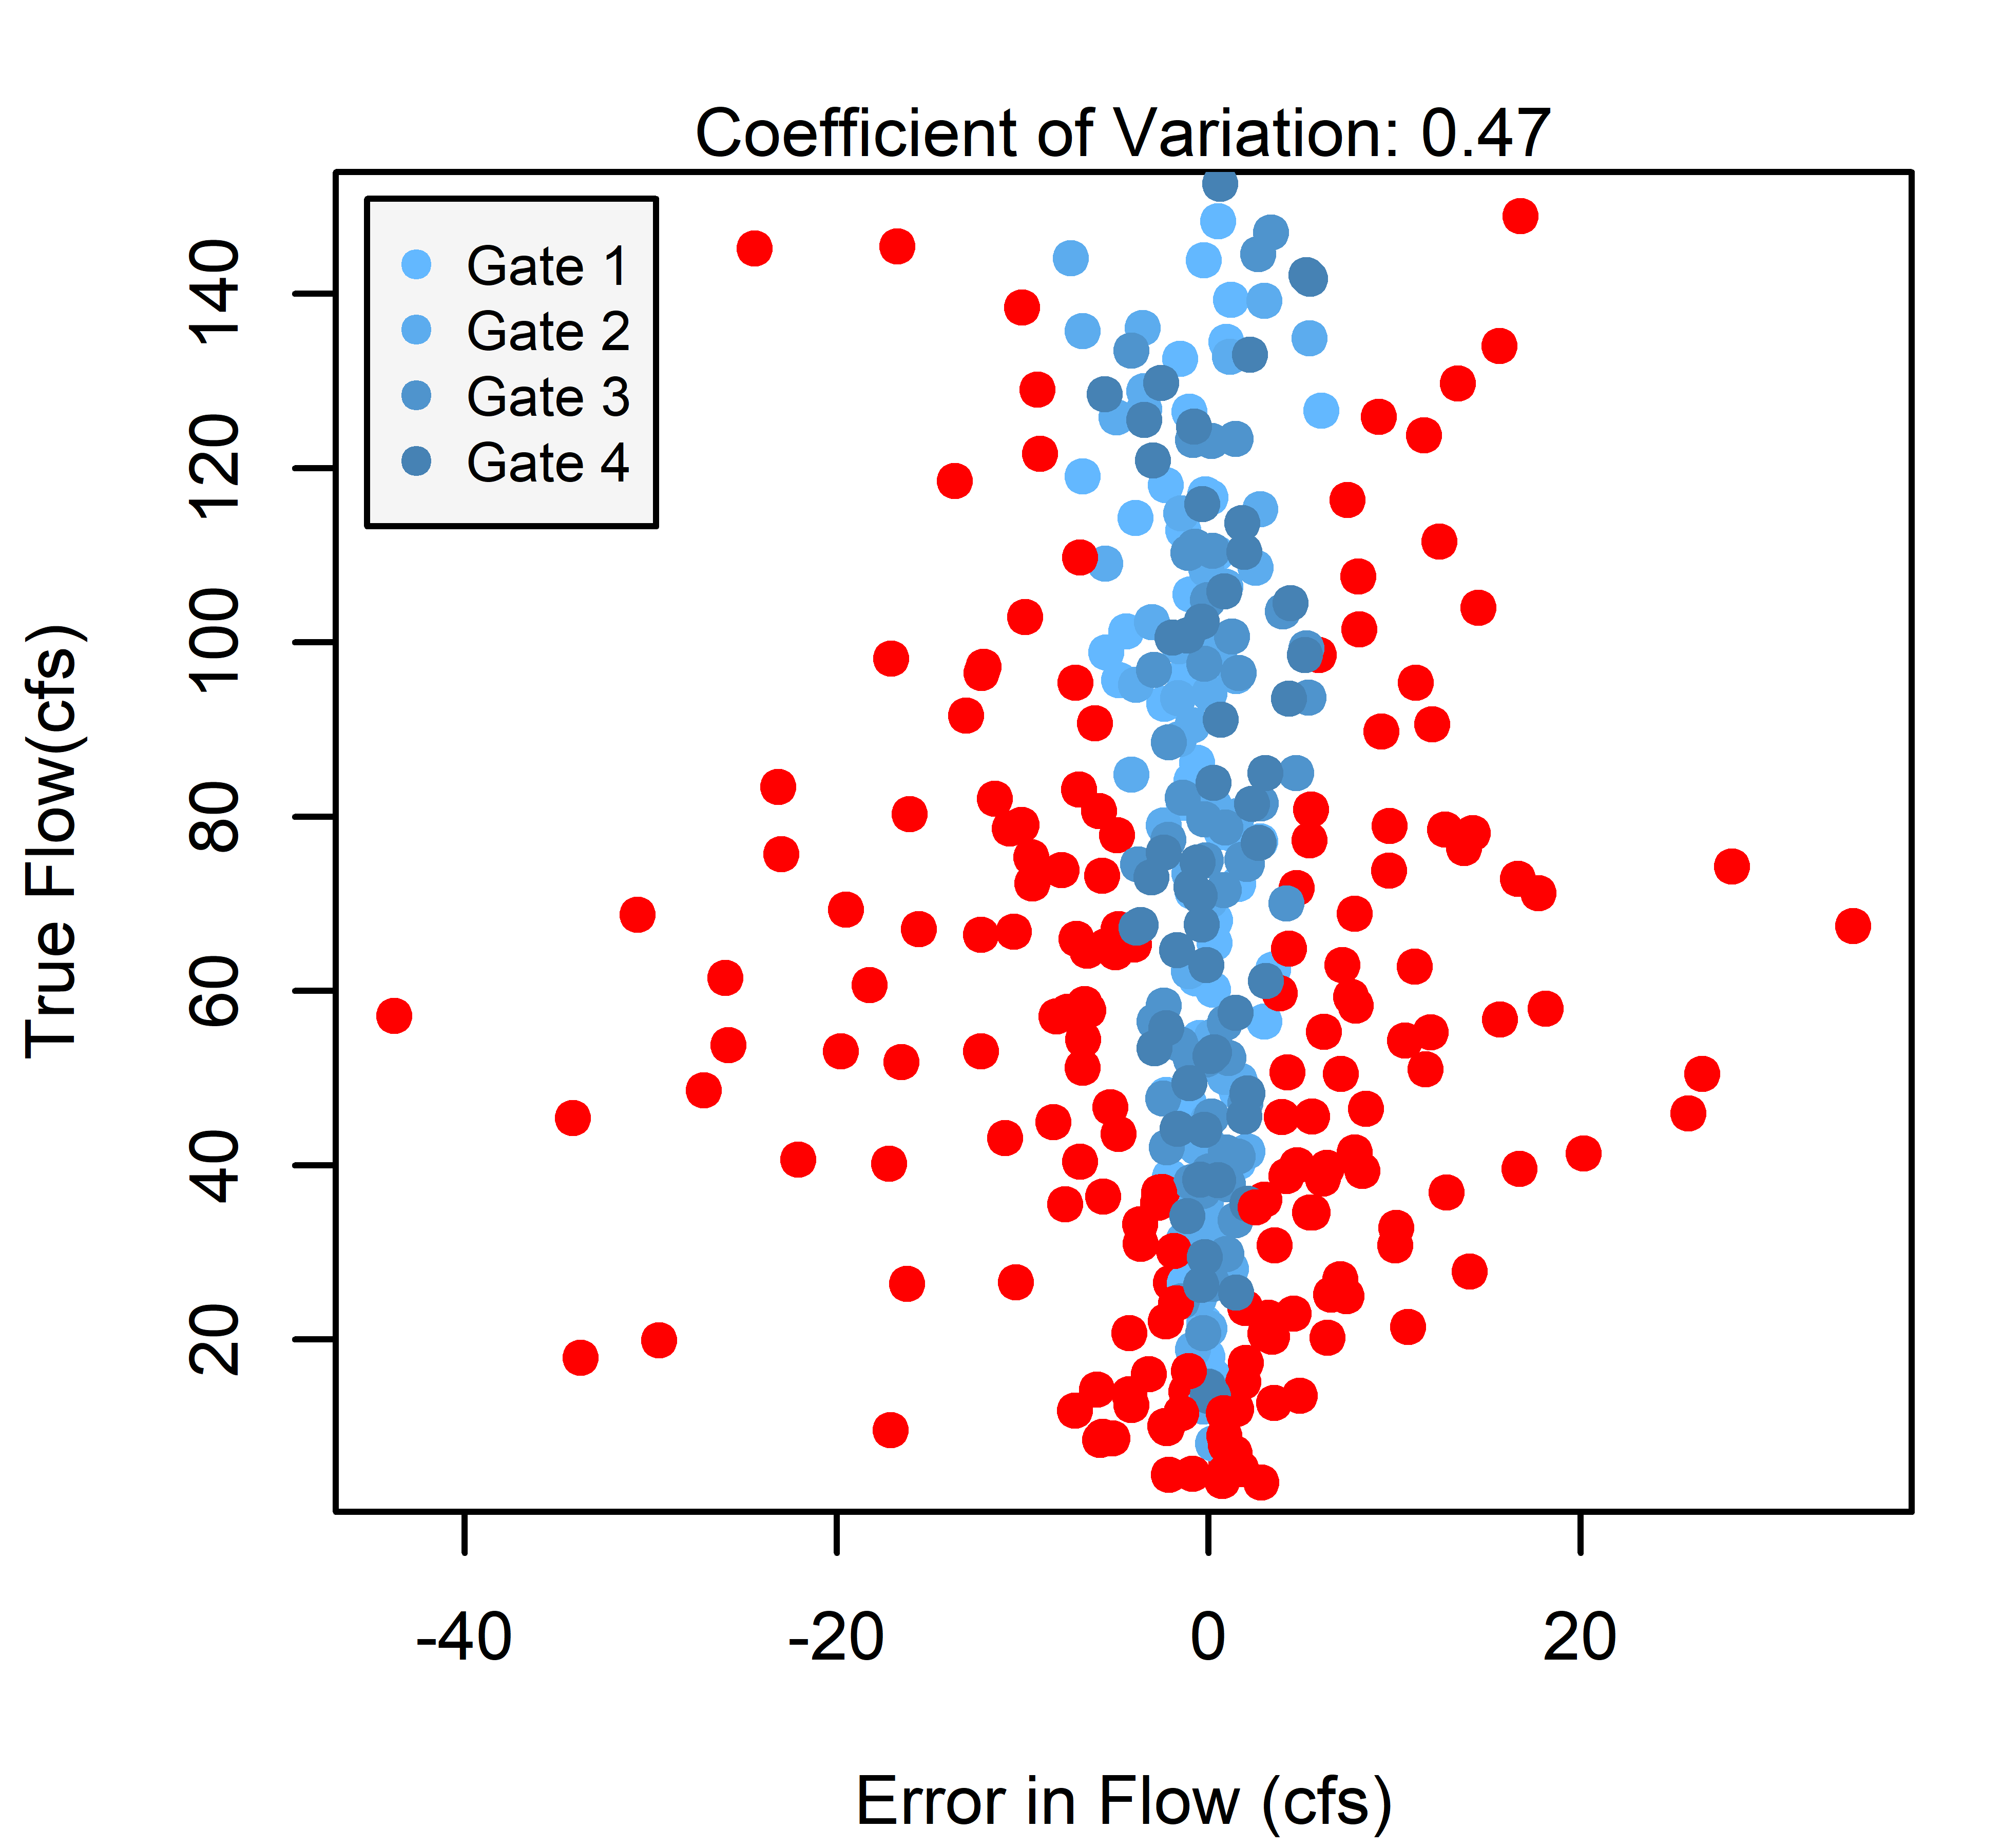 Coefficient of Variation: 0.47
Gate 1
Gate 2
Gate 3
Gate 4
True Flow(cfs)
140
120
100
80
60
40
20
-40 -20 0 20
Error in Flow (cfs)